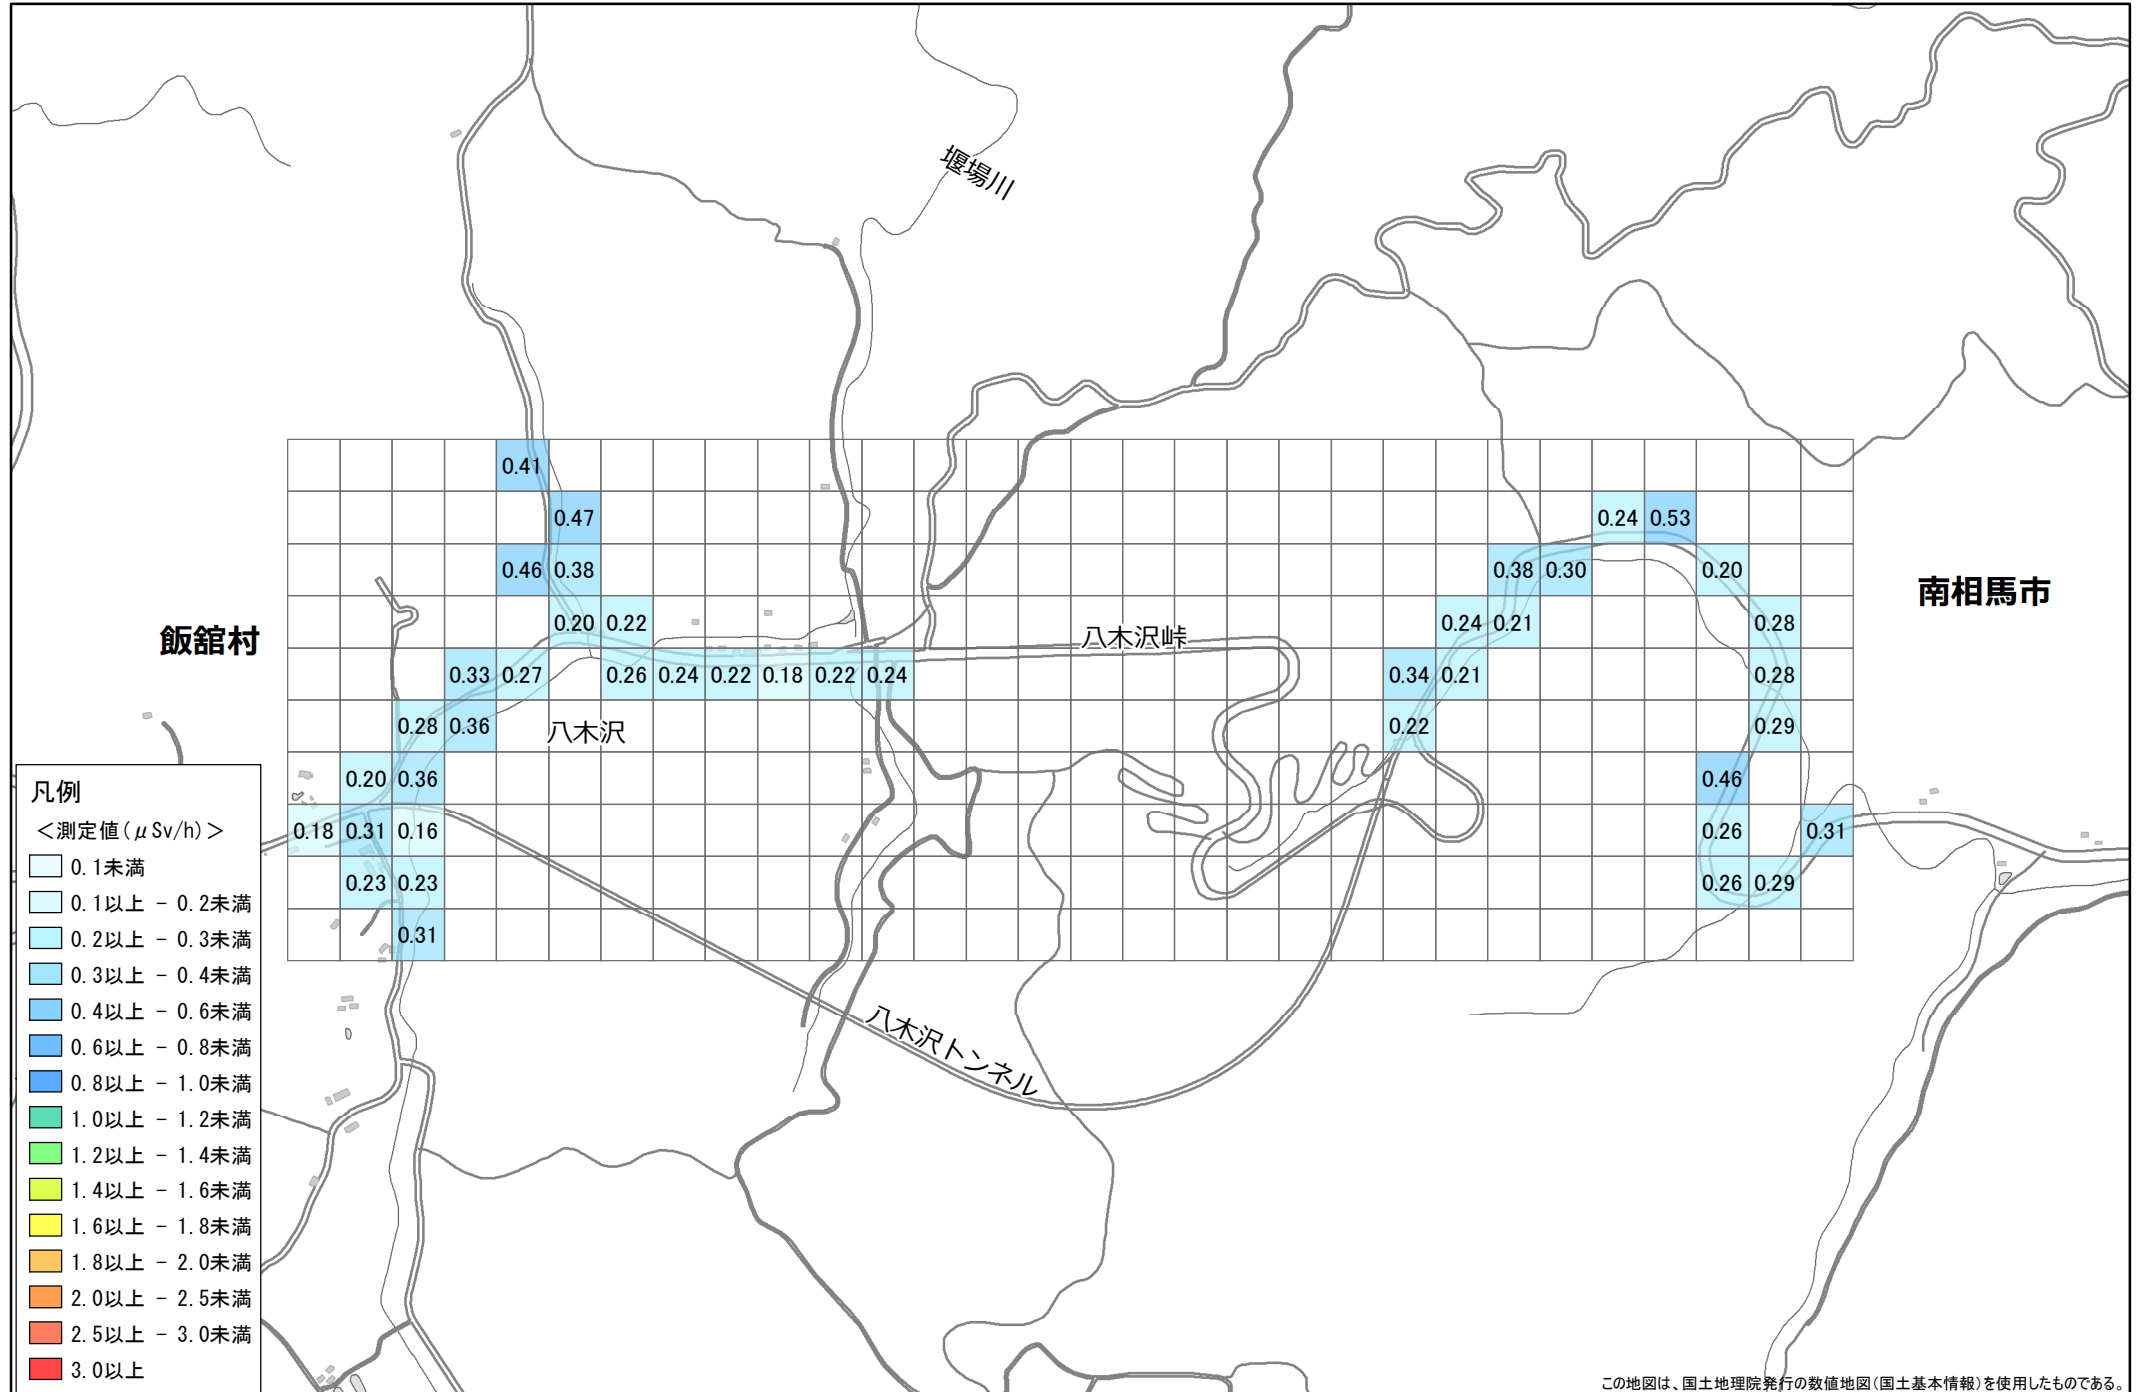 堰場川
0.41
0.47
0.24 0.53
0.46 0.38
0.38 0.30
0.20
南相馬市
飯舘村
0.20 0.22
八木沢峠
0.24 0.21
0.28
0.33 0.27
0.26 0.24 0.22 0.18 0.22 0.24
0.34 0.21
0.28
0.28 0.36
八木沢
0.22
0.29
0.20 0.36
0.46
0.18 0.31 0.16
0.26
0.31
0.23 0.23
0.26 0.29
0.31
八木沢トンネル
凡例
＜測定値(μSv/h)＞
0.1未満
0.1以上 － 0.2未満
0.2以上 － 0.3未満
0.3以上 － 0.4未満
0.4以上 － 0.6未満
0.6以上 － 0.8未満
0.8以上 － 1.0未満
1.0以上 － 1.2未満
1.2以上 － 1.4未満
1.4以上 － 1.6未満
1.6以上 － 1.8未満
1.8以上 － 2.0未満
2.0以上 － 2.5未満
2.5以上 － 3.0未満
3.0以上
この地図は、国土地理院発行の数値地図(国土基本情報)を使用したものである。